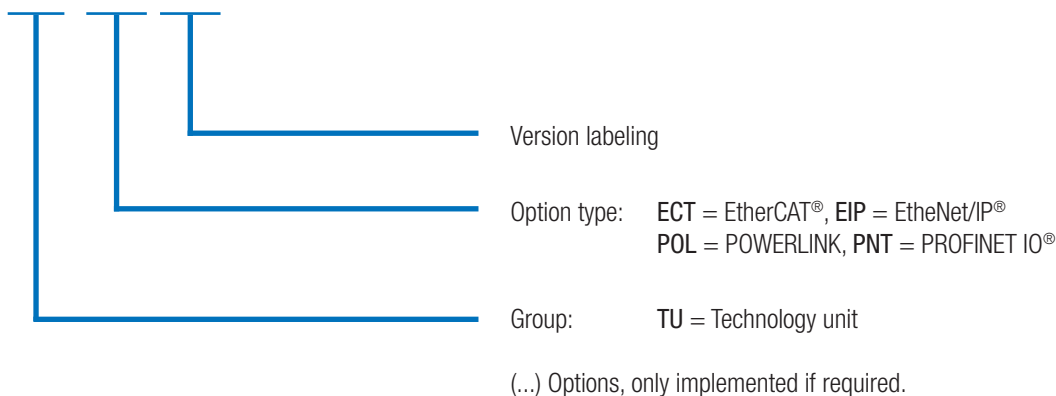 Version labeling
Option type: ECT = EtherCAT®, EIP = EtheNet/IP®
POL = POWERLINK, PNT = PROFINET IO®
Group: TU = Technology unit
(...) Options, only implemented if required.